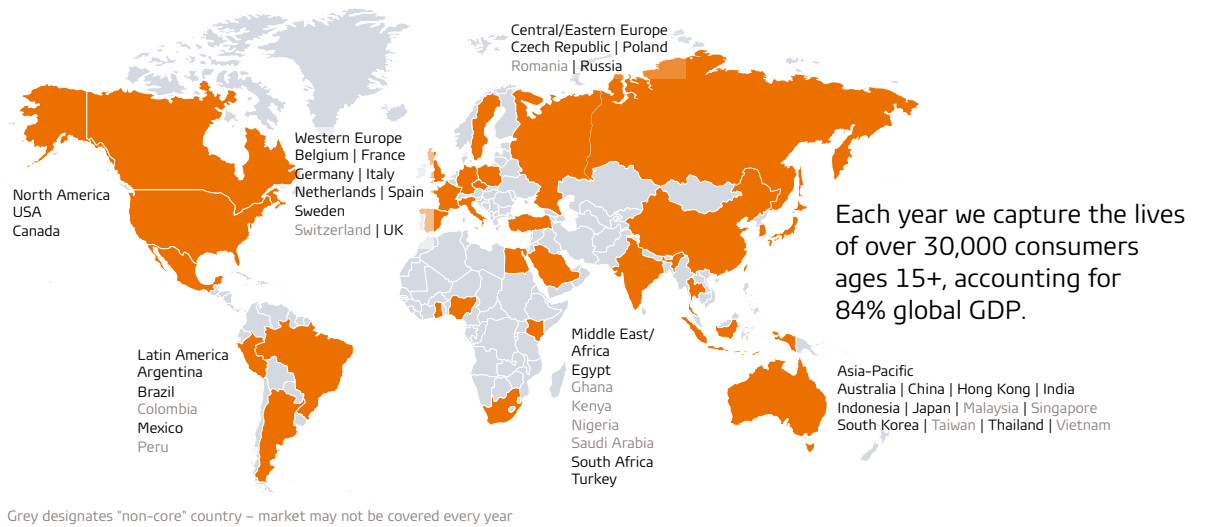 Central/Eastern Europe
Czech Republic | Poland
Romania | Russia
Western Europe
Belgium | France
Germany | Italy
Netherlands | Spain
Sweden
Switzerland | UK
North America
USA
Canada
Each year we capture the lives
of over 30,000 consumers
ages 15+, accounting for
84% global GDP.
Latin America
Argentina
Brazil
Colombia
Mexico
Peru
Middle East/
Africa
Egypt
Ghana
Kenya
Nigeria
Saudi Arabia
South Africa
Turkey
Asia-Pacific
Australia | China | Hong Kong | India
Indonesia | Japan | Malaysia | Singapore
South Korea | Taiwan | Thailand | Vietnam
Grey designates "non-core" country – market may not be covered every year